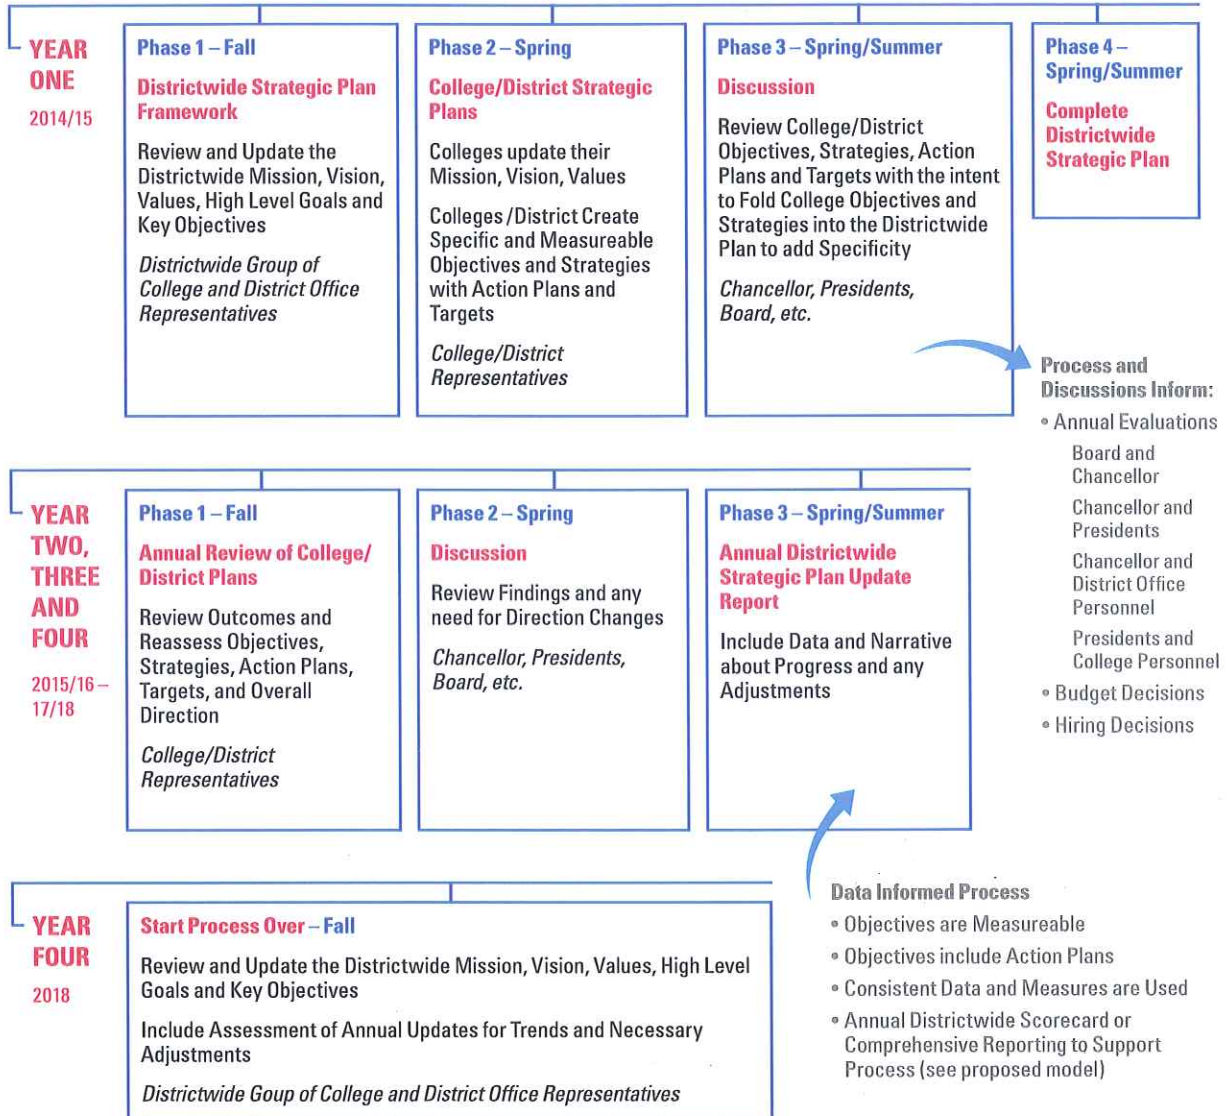 YEAR
ONE
2014/15
Phase 1 – Fall
Districtwide Strategic Plan
Framework
Review and Update the
Districtwide Mission, Vision,
Values, High Level Goals and
Key Objectives
Districtwide Group of
College and District Office
Representatives
Phase 2 – Spring
College/District Strategic
Plans
Colleges update their
Mission, Vision, Values
Colleges /District Create
Specific and Measureable
Objectives and Strategies
with Action Plans and
Targets
College/District
Representatives
Phase 3 – Spring/Summer
Discussion
Review College/District
Objectives, Strategies, Action
Plans and Targets with the intent
to Fold College Objectives and
Strategies into the Districtwide
Plan to add Specificity
Chancellor, Presidents,
Board, etc.
Phase 4 –
Spring/Summer
Complete
Districtwide
Strategic Plan
Process and
Discussions Inform:
• Annual Evaluations
Board and
Chancellor
Chancellor and
Presidents
Chancellor and
District Office
Personnel
Presidents and
College Personnel
• Budget Decisions
• Hiring Decisions
YEAR
TWO,
THREE
AND
FOUR
2015/16 –
17/18
Phase 1 – Fall
Annual Review of College/
District Plans
Review Outcomes and
Reassess Objectives,
Strategies, Action Plans,
Targets, and Overall
Direction
College/District
Representatives
Phase 2 – Spring
Discussion
Review Findings and any
need for Direction Changes
Chancellor, Presidents,
Board, etc.
Phase 3 – Spring/Summer
Annual Districtwide
Strategic Plan Update
Report
Include Data and Narrative
about Progress and any
Adjustments
YEAR
FOUR
2018
Start Process Over – Fall
Review and Update the Districtwide Mission, Vision, Values, High Level
Goals and Key Objectives
Include Assessment of Annual Updates for Trends and Necessary
Adjustments
Districtwide Goup of College and District Office Representatives
Data Informed Process
• Objectives are Measureable
• Objectives include Action Plans
• Consistent Data and Measures are Used
• Annual Districtwide Scorecard or
Comprehensive Reporting to Support
Process (see proposed model)